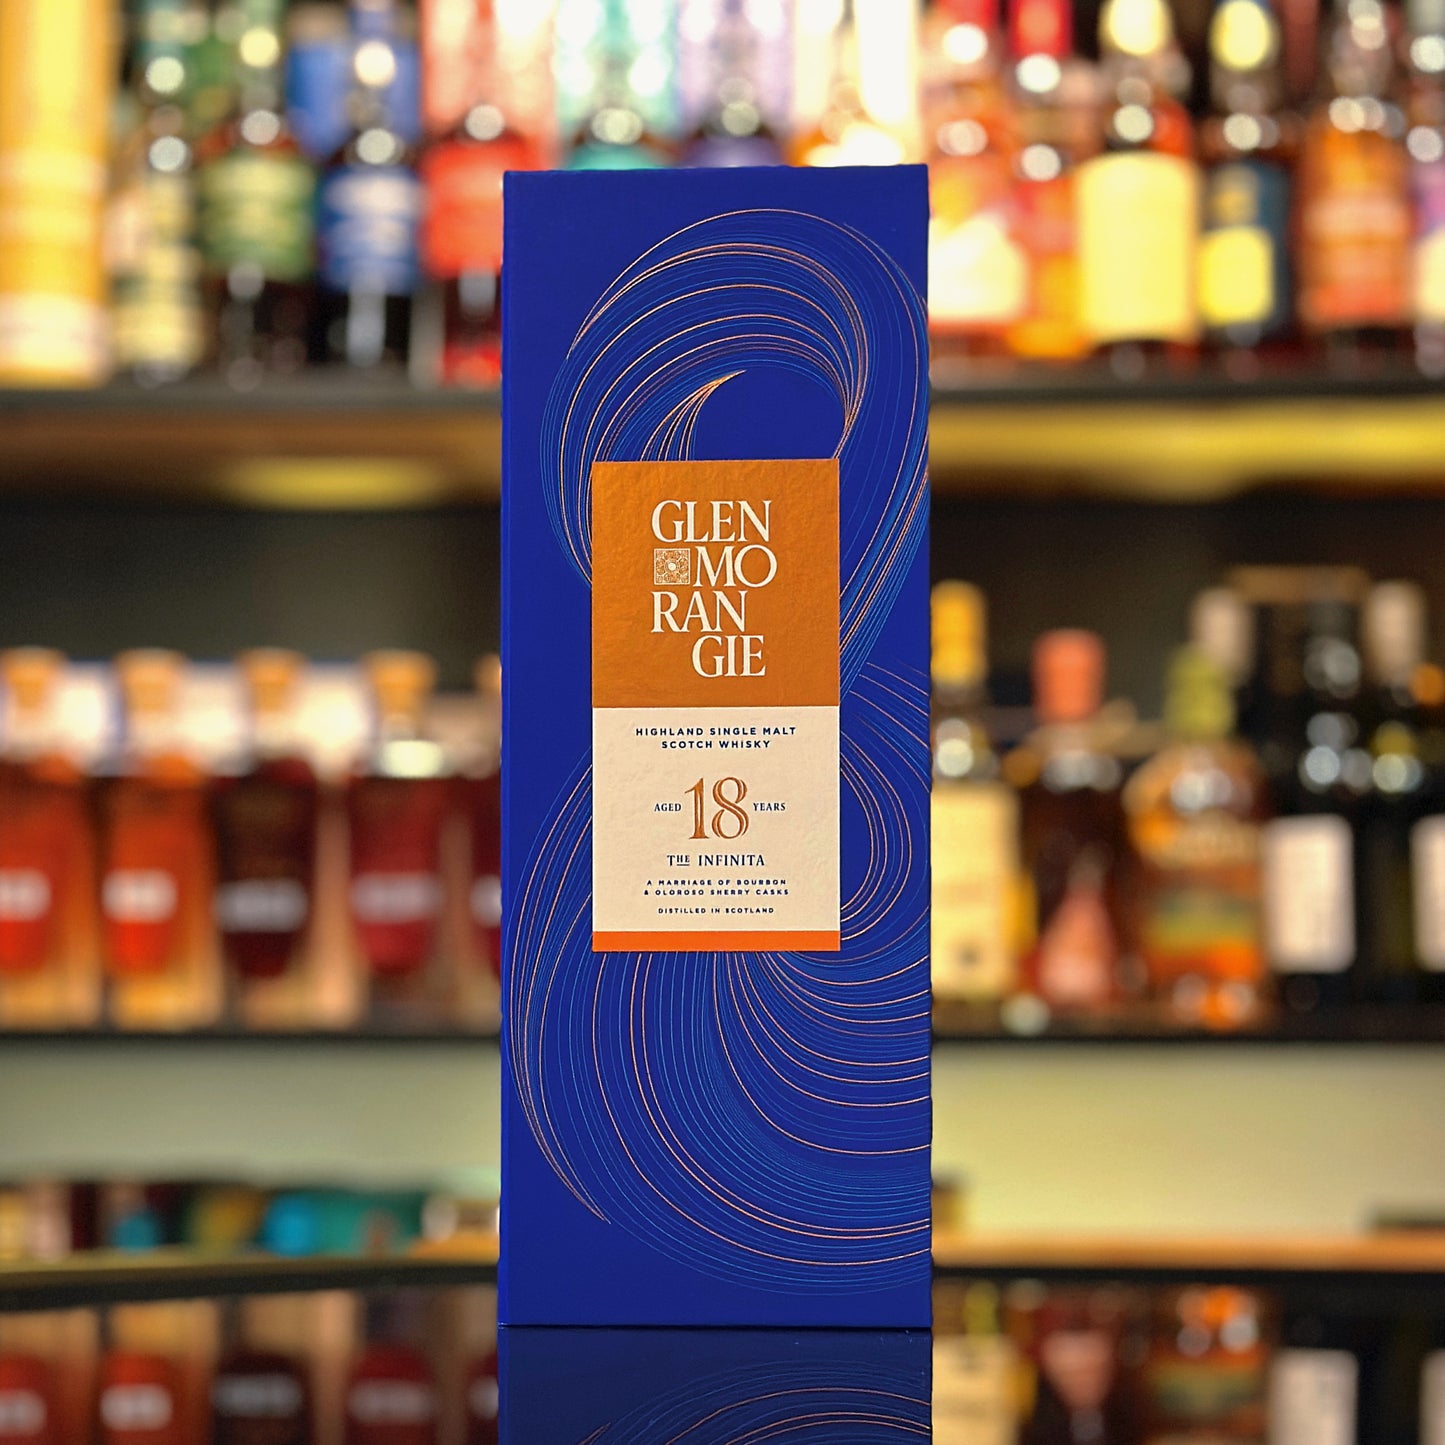 GLEN
MO
RAN
GIE
HIGHLAND SINGLE MALT
SCOTCH WHISKY
AGED 18 YEARS
THE INFINITA
A MARRIAGE OF BOURBON
& OLOROSO SHERRY CASKS
DISTILLED IN SCOTLAND